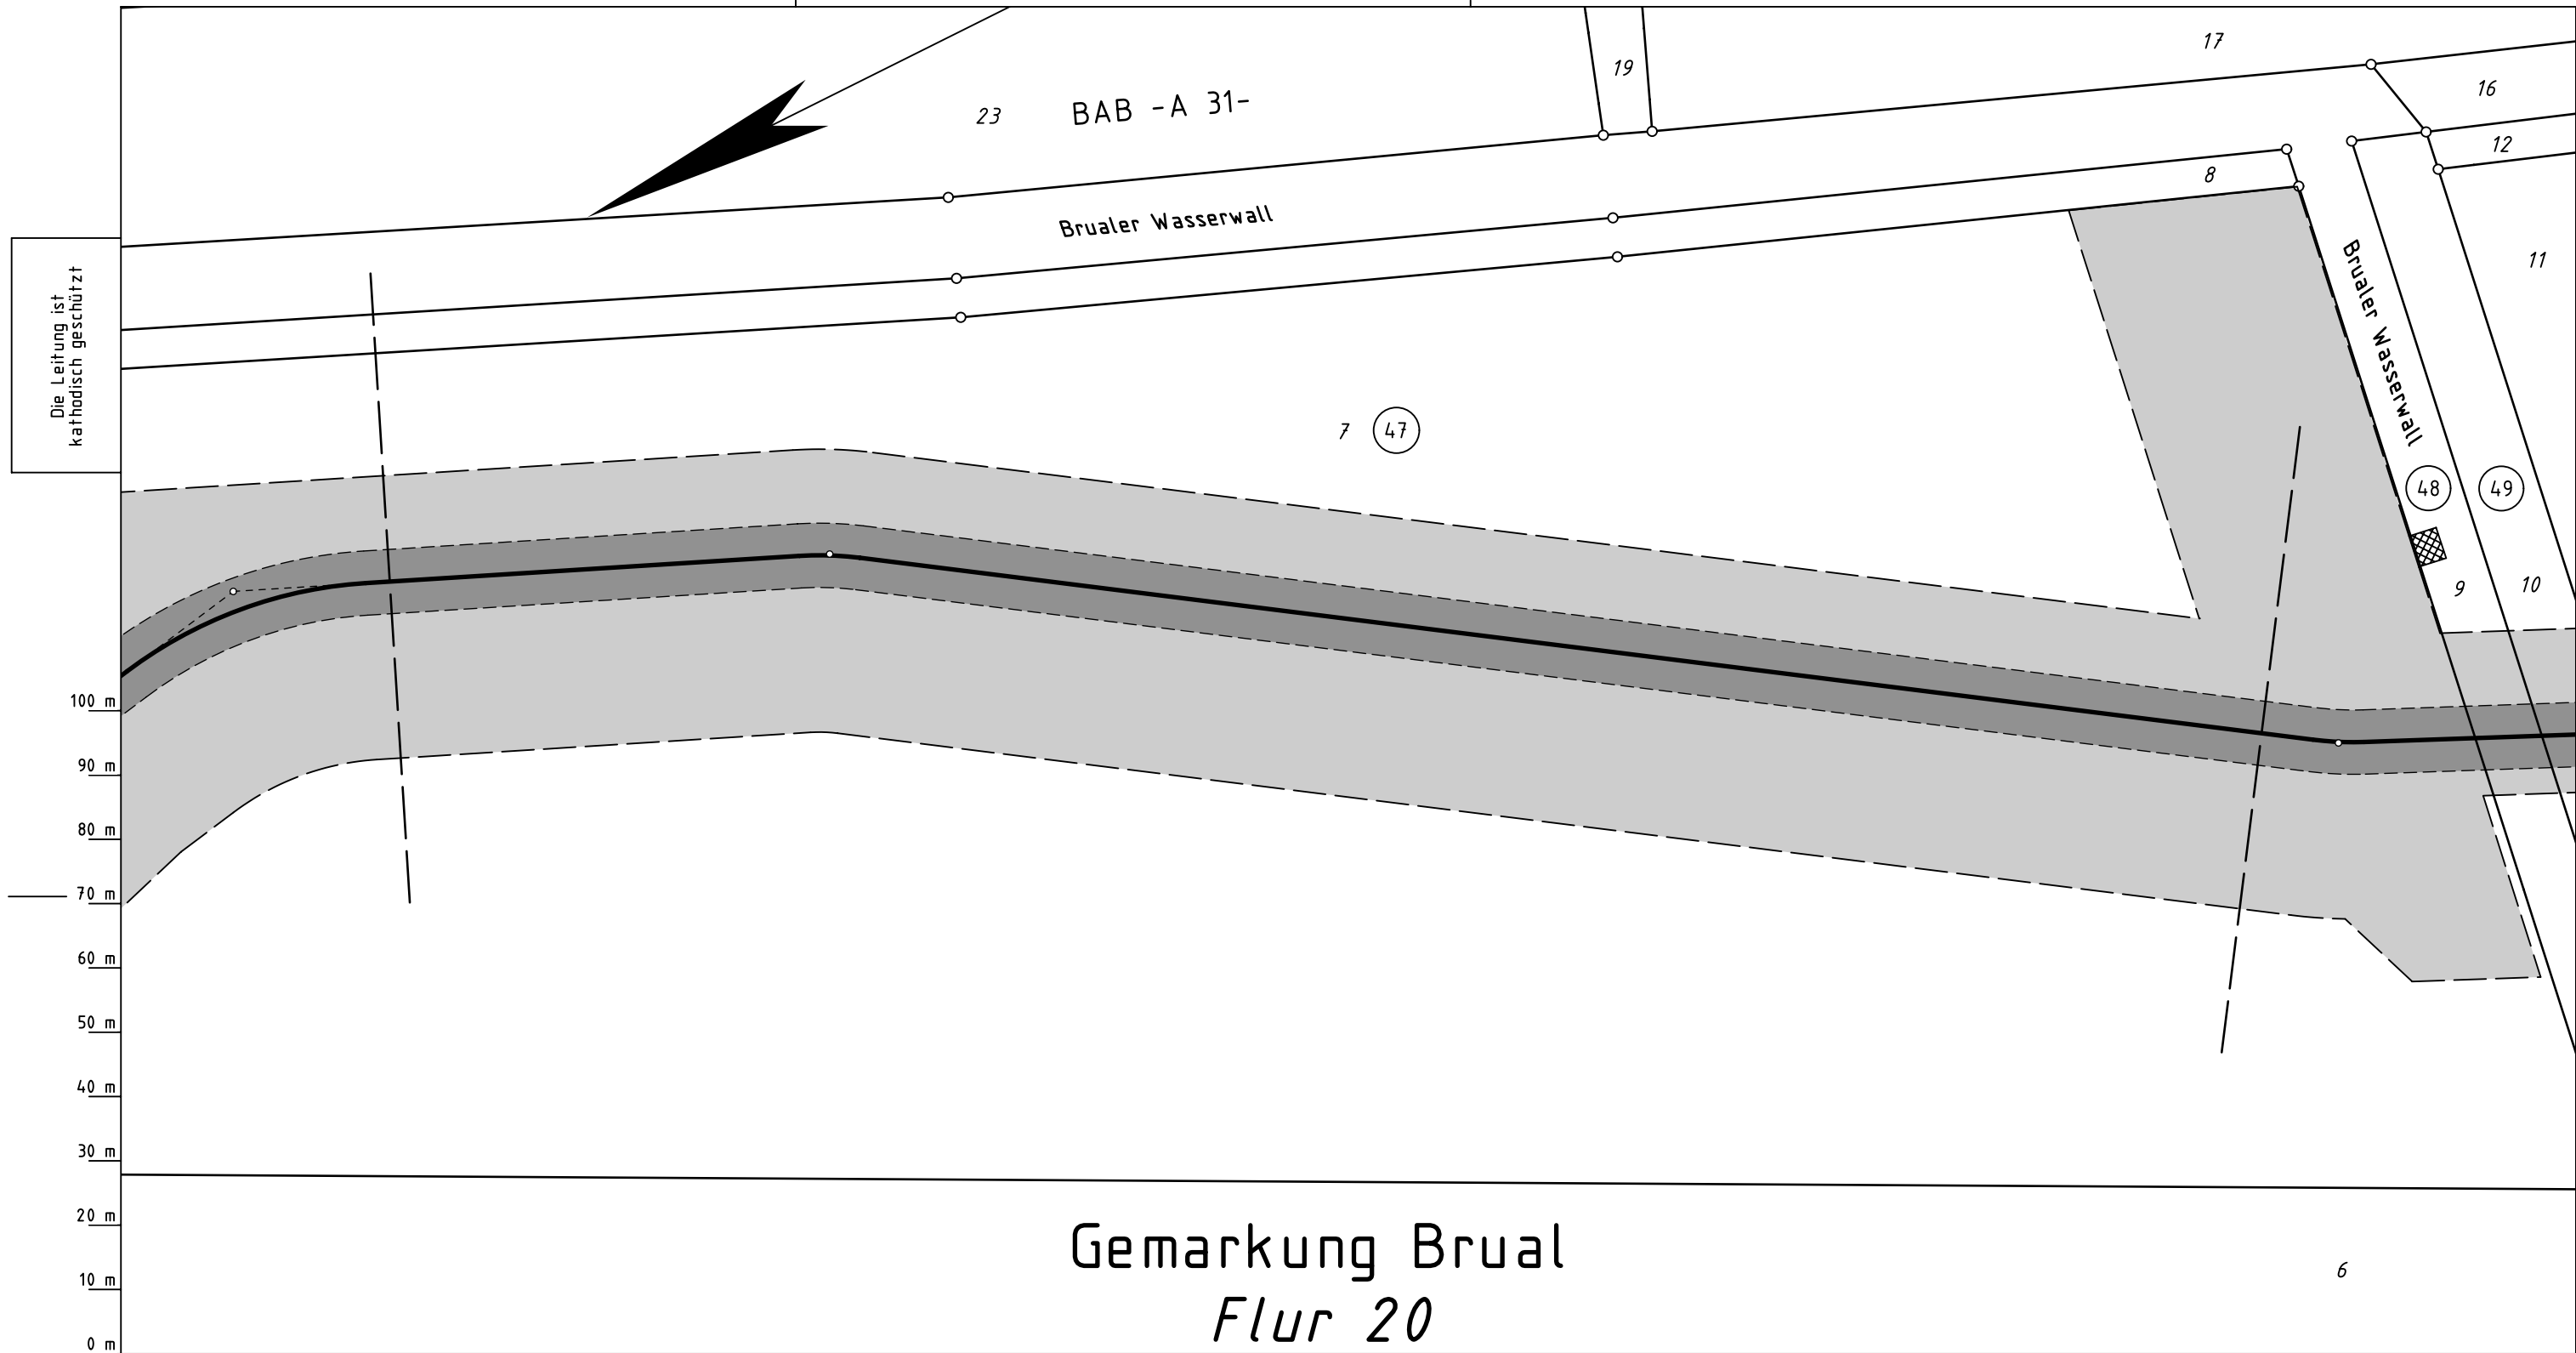 17
19
16
23 BAB -A 31-
12
8
Brualer Wasserwall
11
Brualer Wasserwall
Die Leitung ist
kathodisch geschützt
7 47
48 49
9 10
100 m
90 m
80 m
70 m
60 m
50 m
40 m
30 m
20 m
10 m
0 m
Gemarkung Brual
Flur 20
6